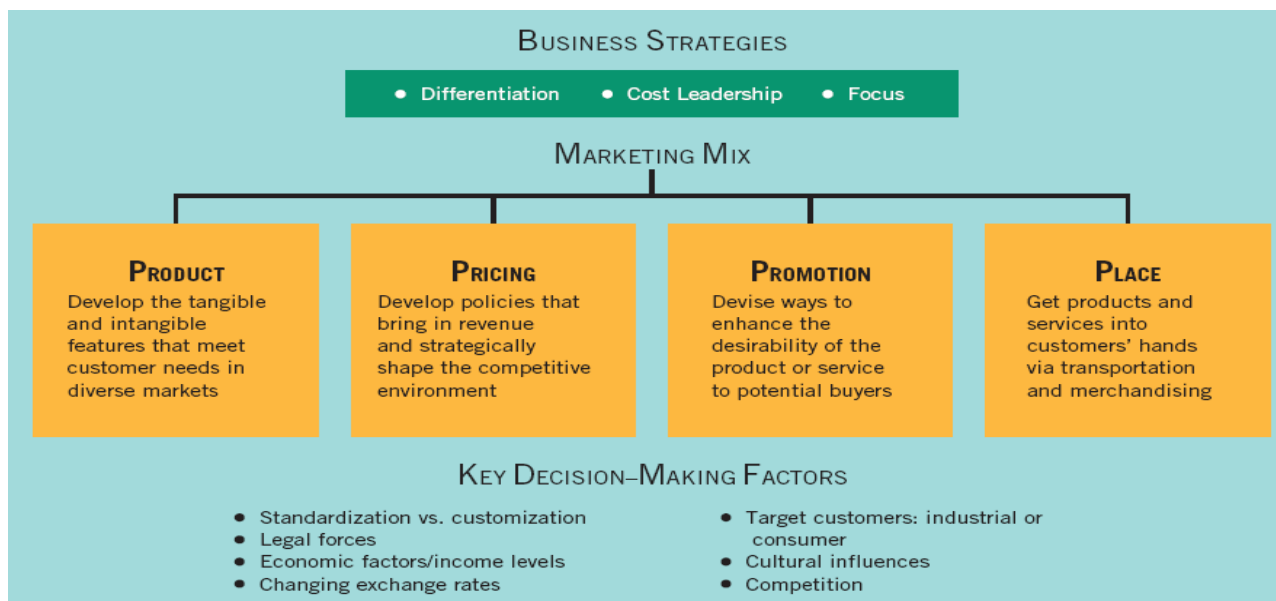 BUSINESS STRATEGIES
• Differentiation • Cost Leadership • Focus
MARKETING MIX
PRODUCT
Develop the tangible
and intangible
features that meet
customer needs in
diverse markets
PRICING
Develop policies that
bring in revenue
and strategically
shape the competitive
environment
PROMOTION
Devise ways to
enhance the
desirability of the
product or service
to potential buyers
PLACE
Get products and
services into
customers' hands
via transportation
and merchandising
KEY DECISION–MAKING FACTORS
• Standardization vs. customization
• Legal forces
• Economic factors/income levels
• Changing exchange rates
• Target customers: industrial or
consumer
• Cultural influences
• Competition